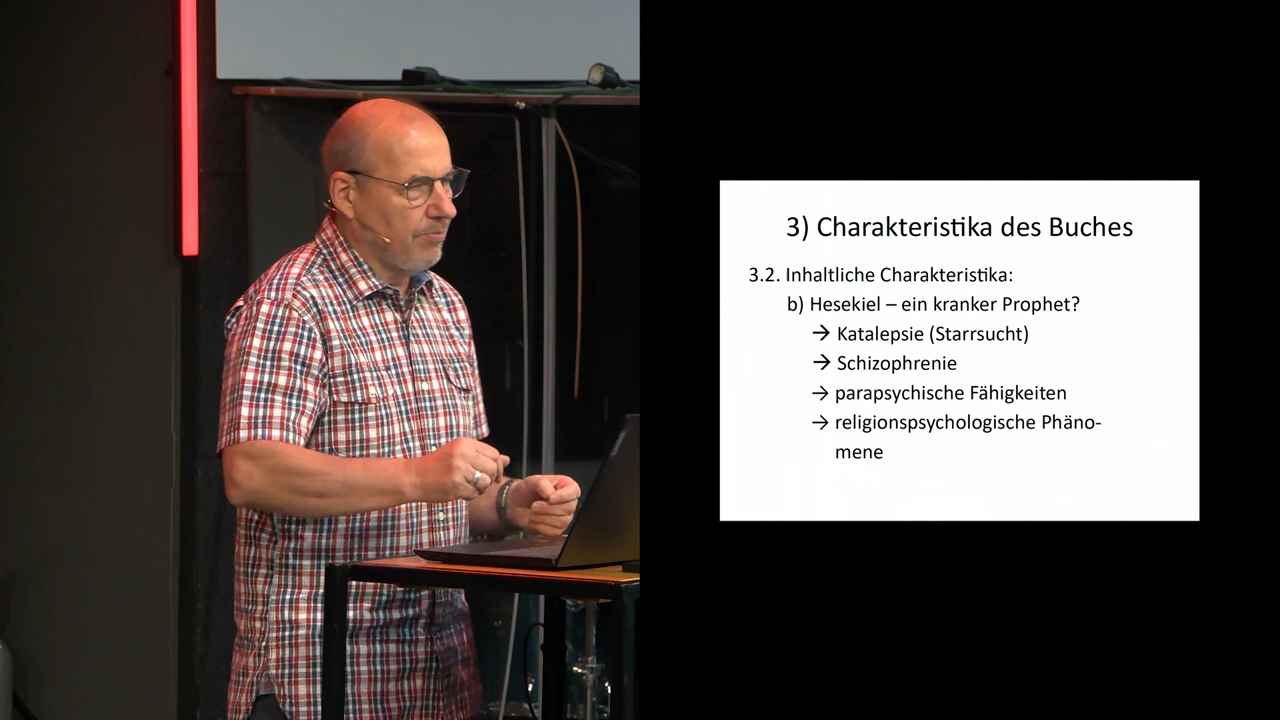 3) Charakteristika des Buches
3.2. Inhaltliche Charakteristika:
b) Hesekiel – ein kranker Prophet?
→ Katalepsie (Starrsucht)
→ Schizophrenie
→ parapsychische Fähigkeiten
→ religionspsychologische Phäno-
mene